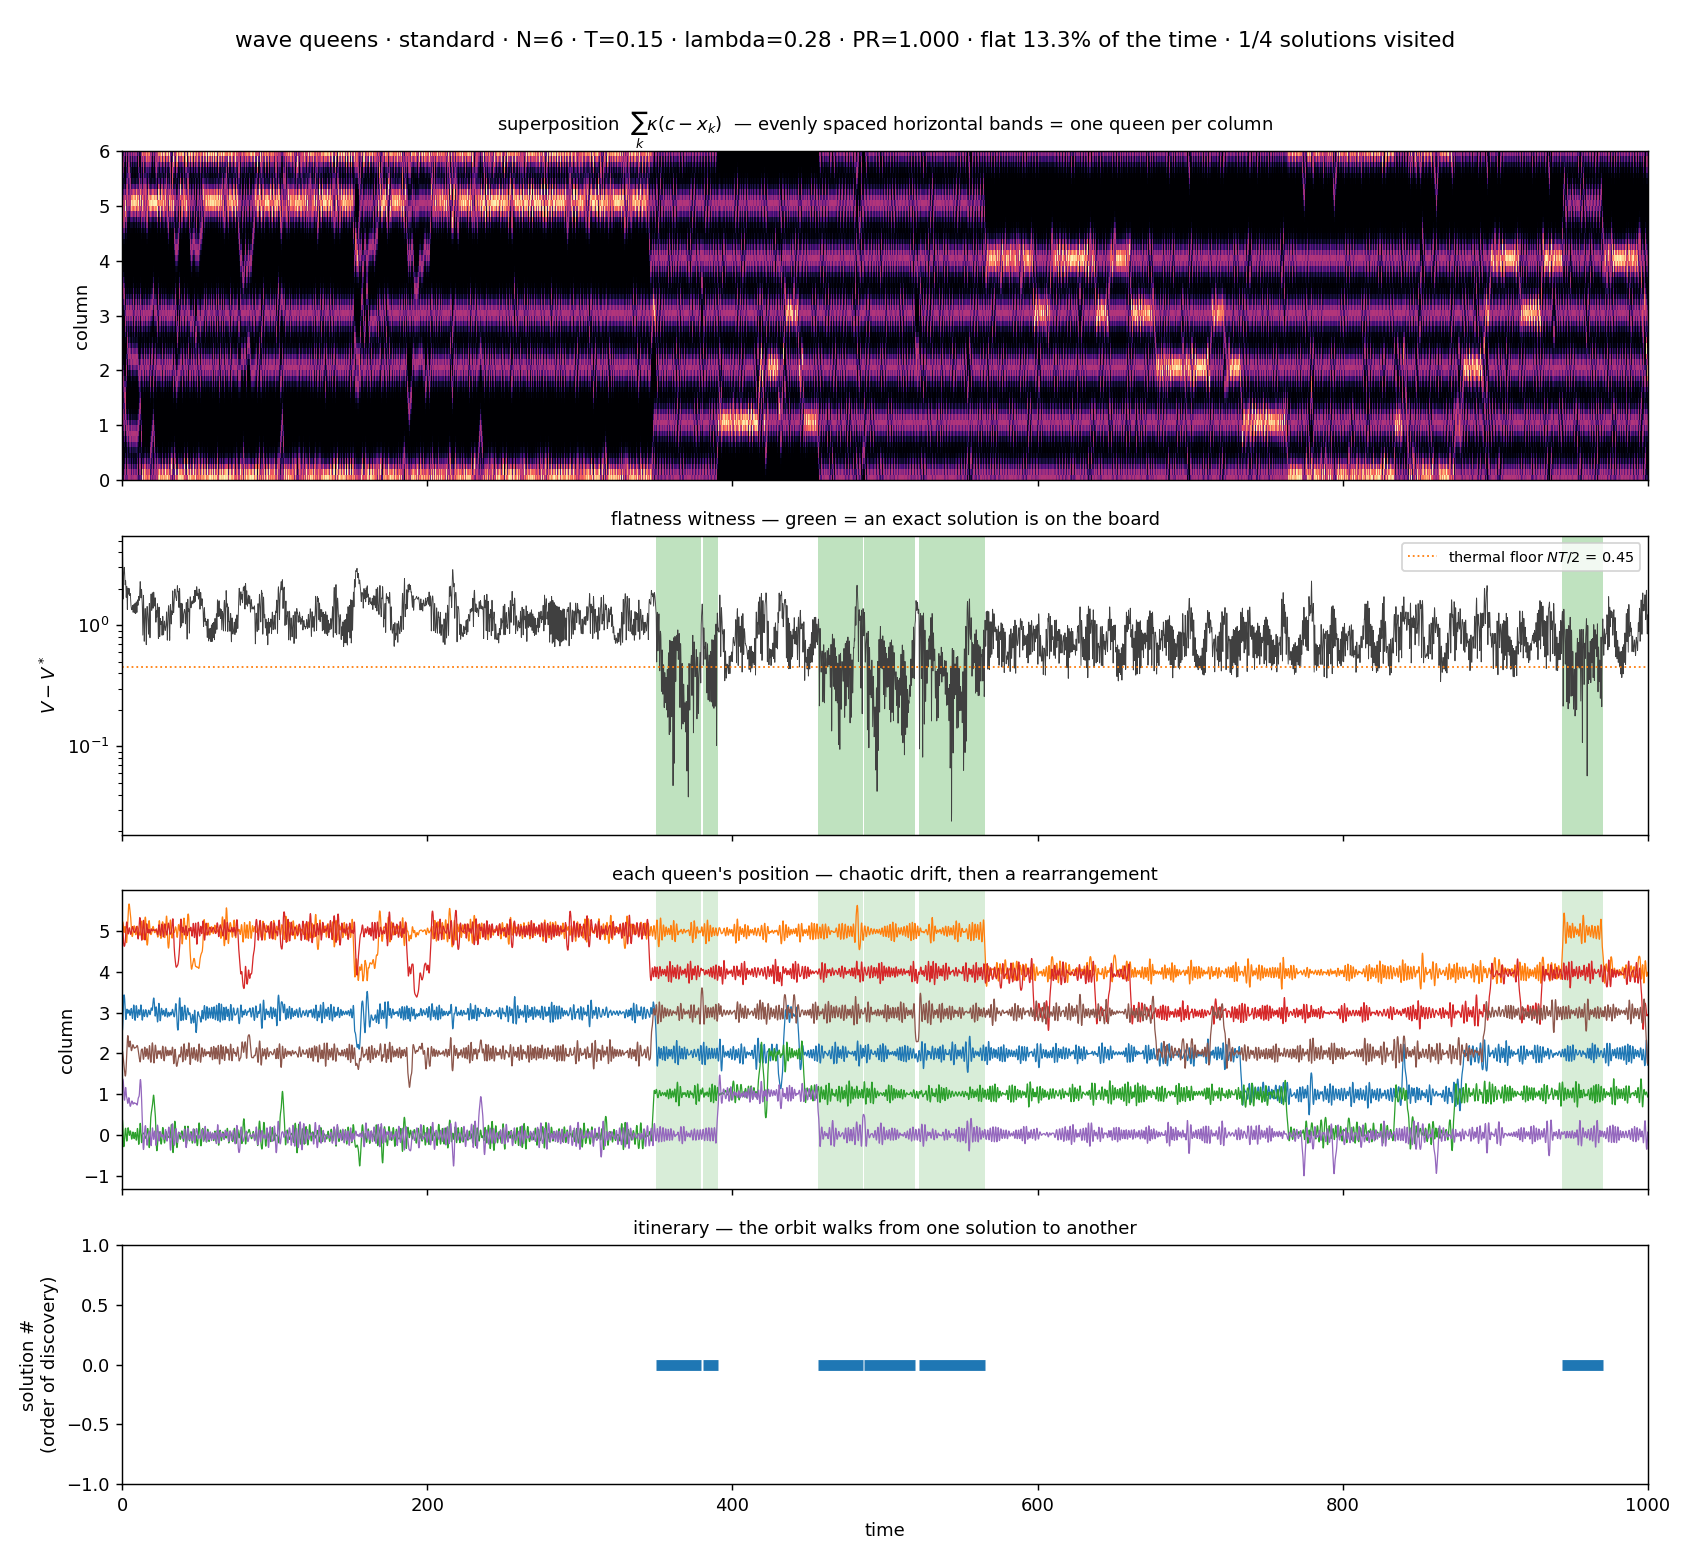 wave queens · standard · N=6 · T=0.15 · lambda=0.28 · PR=1.000 · flat 13.3% of the time · 1/4 solutions visited
superposition ∑ₖ κ(c − xₖ) — evenly spaced horizontal bands = one queen per column
6
5
4
3
2
1
0
column
flatness witness — green = an exact solution is on the board
thermal floor NT/2 = 0.45
10⁰
10⁻¹
V − V*
each queen's position — chaotic drift, then a rearrangement
5
4
3
2
1
0
−1
column
itinerary — the orbit walks from one solution to another
1.0
0.5
0.0
−0.5
−1.0
solution #
(order of discovery)
0 200 400 600 800 1000
time